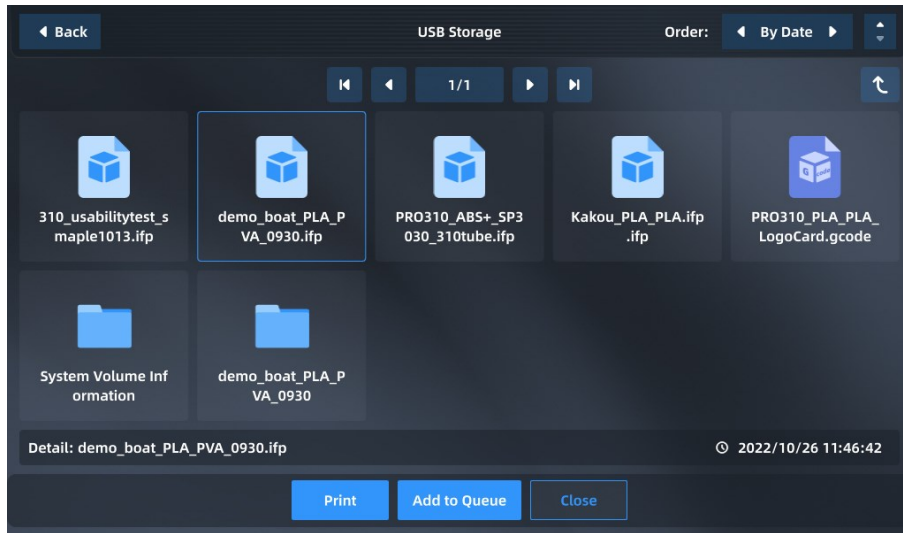 Back
USB Storage
Order:
By Date
1/1
310_usabilitytest_s
maple1013.ifp
demo_boat_PLA_P
VA_0930.ifp
PRO310_ABS+_SP3
030_310tube.ifp
Kakou_PLA_PLA.ifp
.ifp
G code
PRO310_PLA_PLA_
LogoCard.gcode
System Volume Inf
ormation
demo_boat_PLA_P
VA_0930
Detail: demo_boat_PLA_PVA_0930.ifp
2022/10/26 11:46:42
Print
Add to Queue
Close